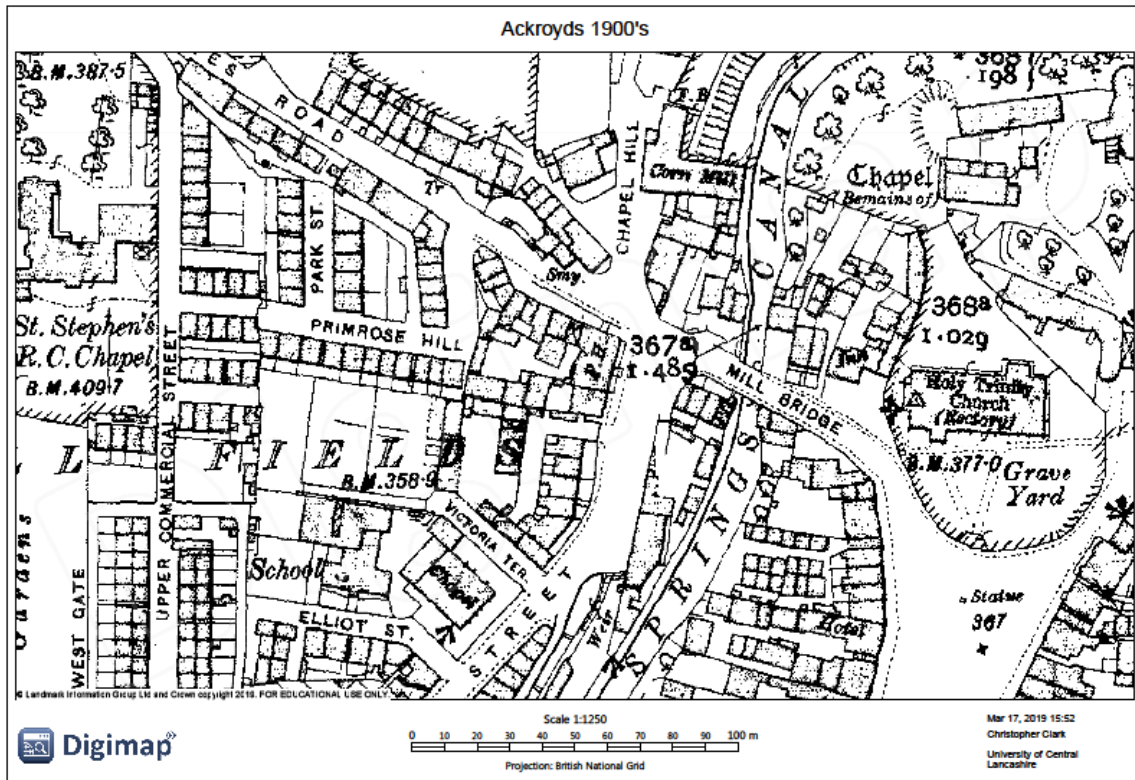 Ackroyds 1900's
B.M.387.5
ROAD
Tr
PARK ST
PRIMROSE HILL
Smy
CHAPEL HILL
Corn Mill
CANAL
Chapel
Remains of
368
.198
St. Stephen's
R.C. Chapel
B.M.409.7
UPPER COMMERCIAL STREET
WEST GATE
P.H.
367a
1.489
MILL BRIDGE
Inn
368a
1.029
Holy Trinity
Church
(Rectory)
B.M.377.0
Grave
Yard
FIELD
B.M.358.9
VICTORIA TER.
School
Chapel
ELLIOT ST.
STREET
Weir
SPRINGS
Hotel
Statue
367
Gardens
© Landmark Information Group Ltd and Crown copyright 2019. FOR EDUCATIONAL USE ONLY.
Digimap
Scale 1:1250
0 10 20 30 40 50 60 70 80 90 100 m
Projection: British National Grid
Mar 17, 2019 15:52
Christopher Clark
University of Central
Lancashire